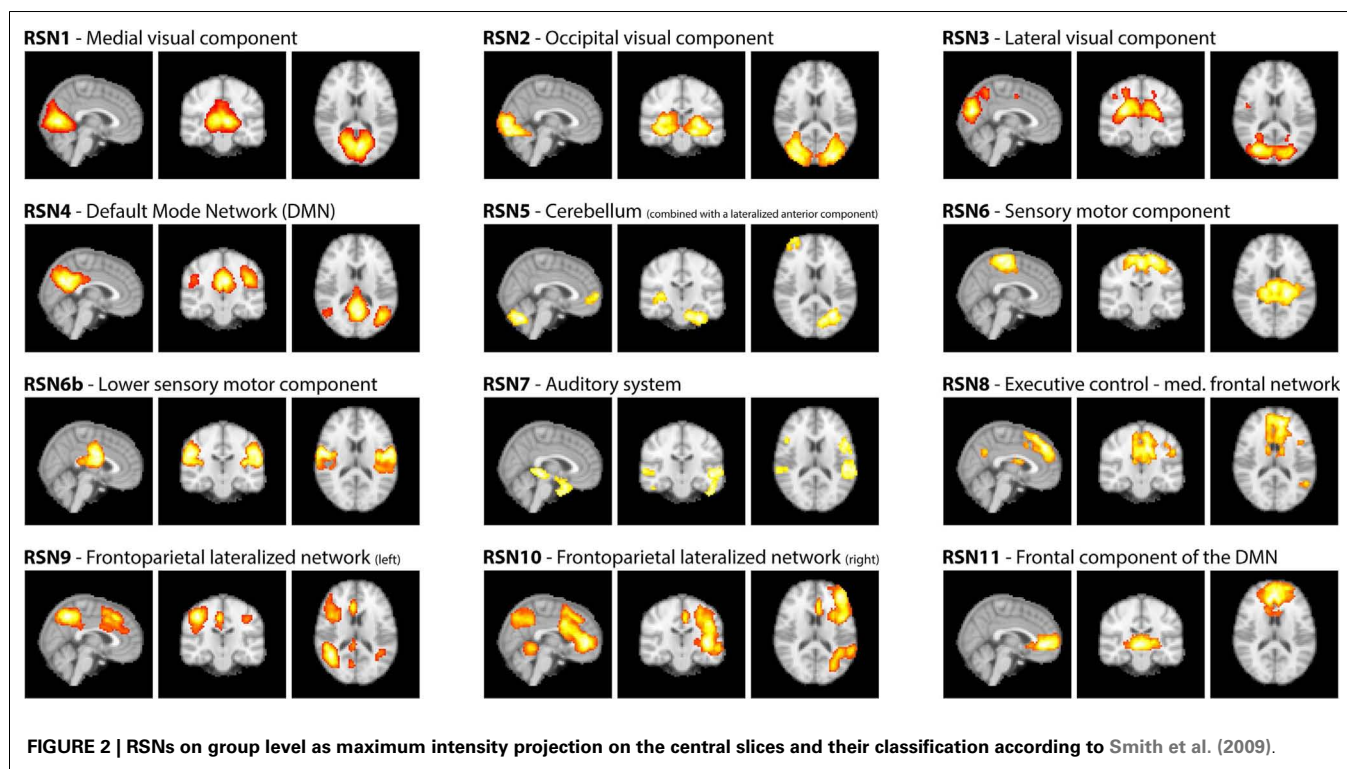 RSN1 - Medial visual component
RSN2 - Occipital visual component
RSN3 - Lateral visual component
RSN4 - Default Mode Network (DMN)
RSN5 - Cerebellum (combined with a lateralized anterior component)
RSN6 - Sensory motor component
RSN6b - Lower sensory motor component
RSN7 - Auditory system
RSN8 - Executive control - med. frontal network
RSN9 - Frontoparietal lateralized network (left)
RSN10 - Frontoparietal lateralized network (right)
RSN11 - Frontal component of the DMN
FIGURE 2 | RSNs on group level as maximum intensity projection on the central slices and their classification according to Smith et al. (2009).